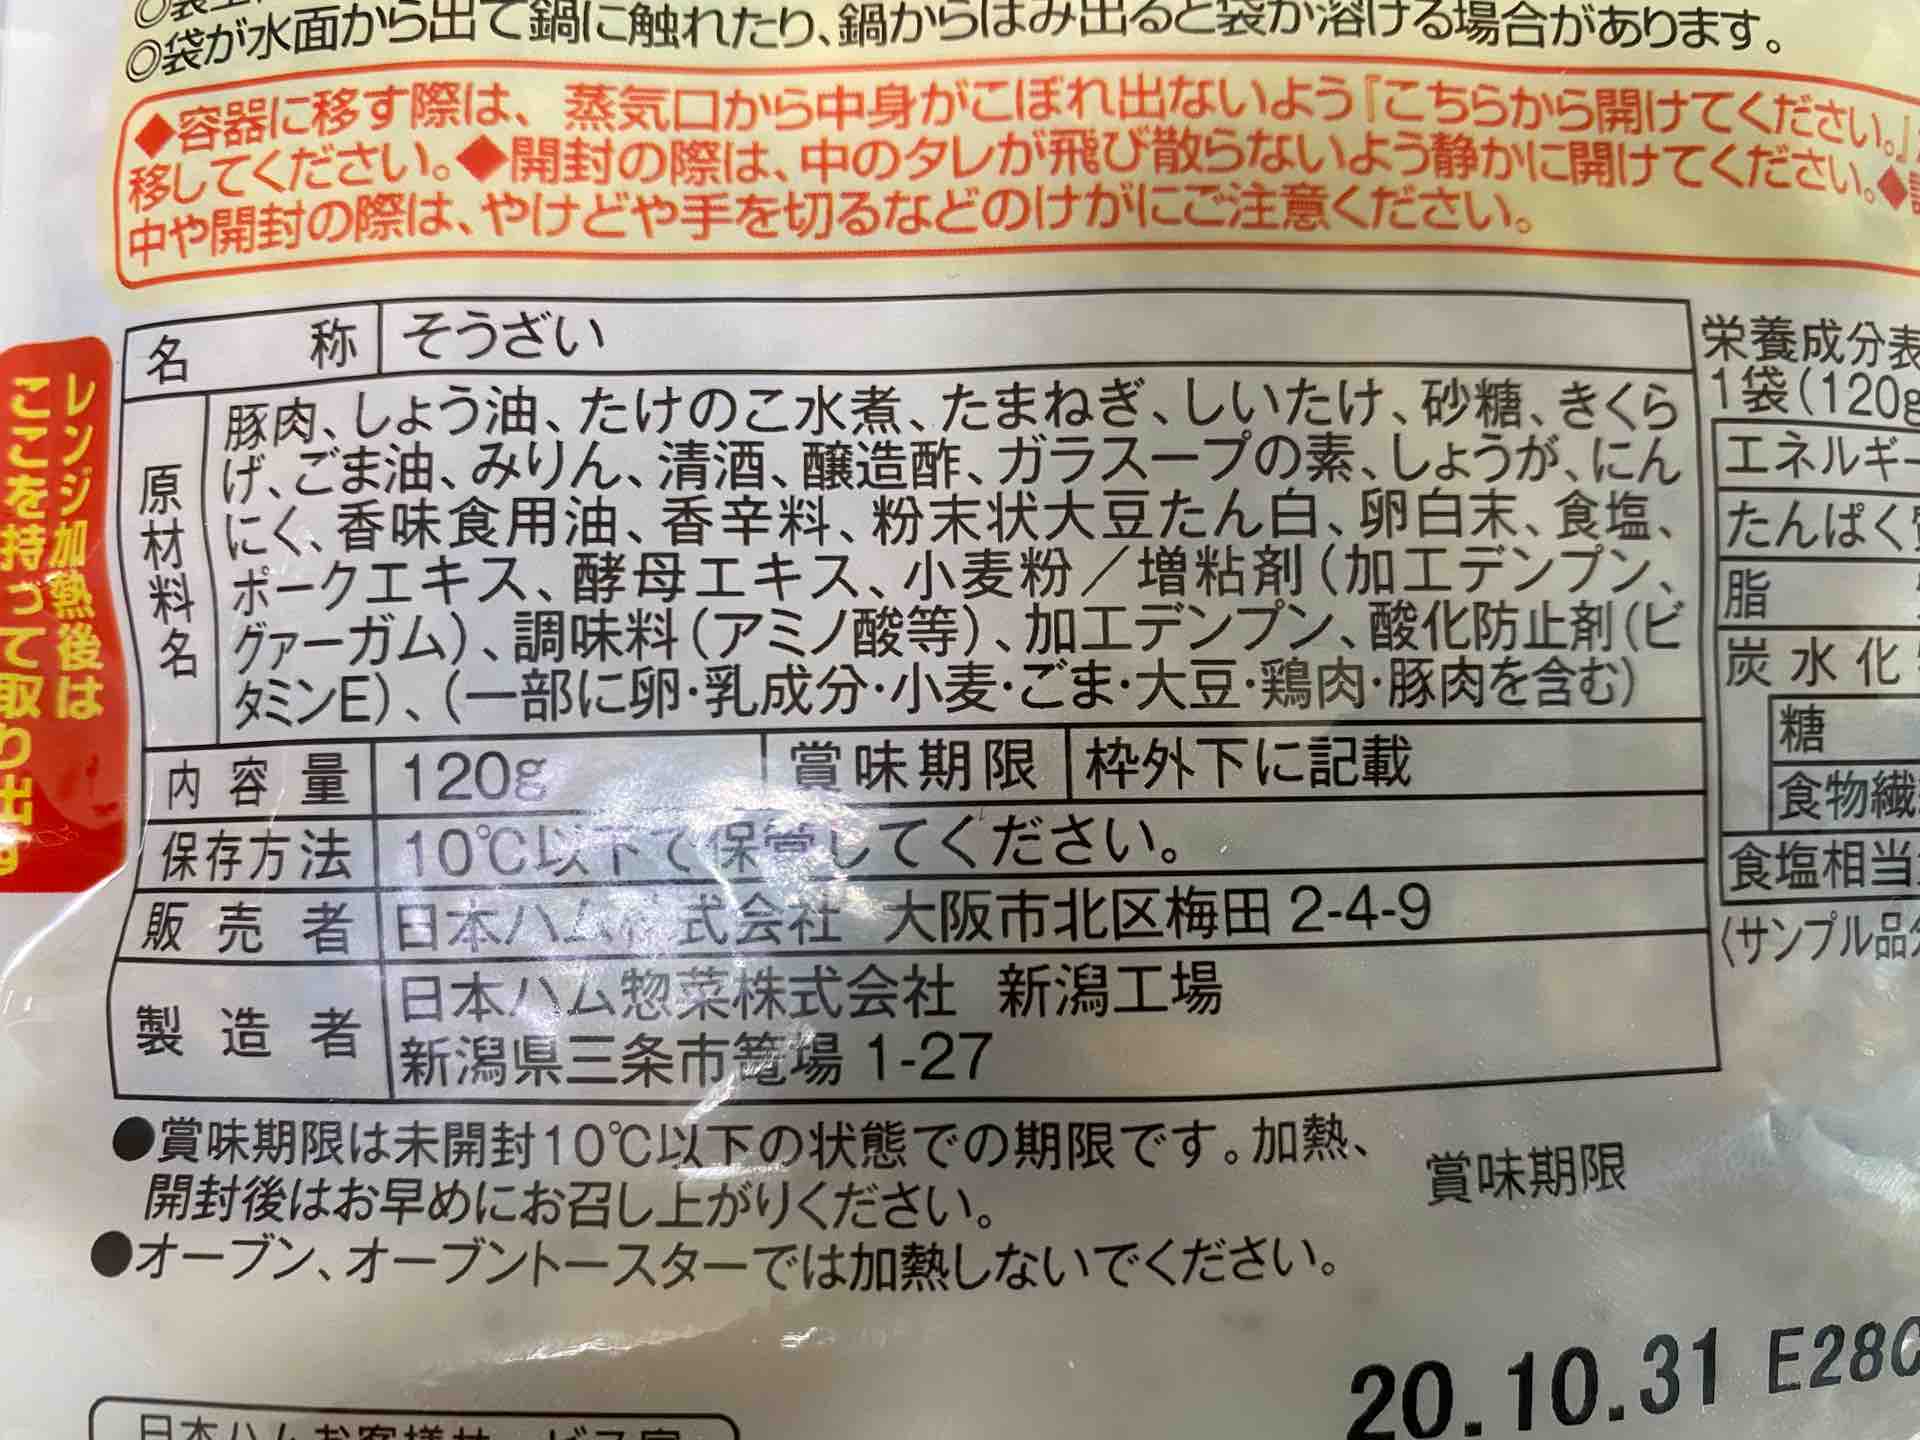 ◎袋が水面から出て鍋に触れたり、鍋からはみ出ると袋が溶ける場合があります。
◆容器に移す際は、蒸気口から中身がこぼれ出ないよう『こちらから開けてください。』
移してください。◆開封の際は、中のタレが飛び散らないよう静かに開けてください。◆
中や開封の際は、やけどや手を切るなどのけがにご注意ください。
レンジ加熱後は
ここを持って取り出
名称 そうざい
原材料名 豚肉、しょう油、たけのこ水煮、たまねぎ、しいたけ、砂糖、きくら
げ、ごま油、みりん、清酒、醸造酢、ガラスープの素、しょうが、にん
にく、香味食用油、香辛料、粉末状大豆たん白、卵白末、食塩、
ポークエキス、酵母エキス、小麦粉／増粘剤（加工デンプン、
グァーガム）、調味料（アミノ酸等）、加工デンプン、酸化防止剤（ビ
タミンE）、（一部に卵・乳成分・小麦・ごま・大豆・鶏肉・豚肉を含む）
内容量 120g 賞味期限 枠外下に記載
保存方法 10℃以下で保管してください。
販売者 日本ハム株式会社 大阪市北区梅田 2-4-9
製造者 日本ハム惣菜株式会社 新潟工場
新潟県三条市篭場 1-27
栄養成分表
1袋（120g
エネルギー
たんぱく質
脂
炭水化
糖
食物繊
食塩相当
〈サンプル品
●賞味期限は未開封10℃以下の状態での期限です。加熱、
開封後はお早めにお召し上がりください。
●オーブン、オーブントースターでは加熱しないでください。
賞味期限
20.10.31 E28